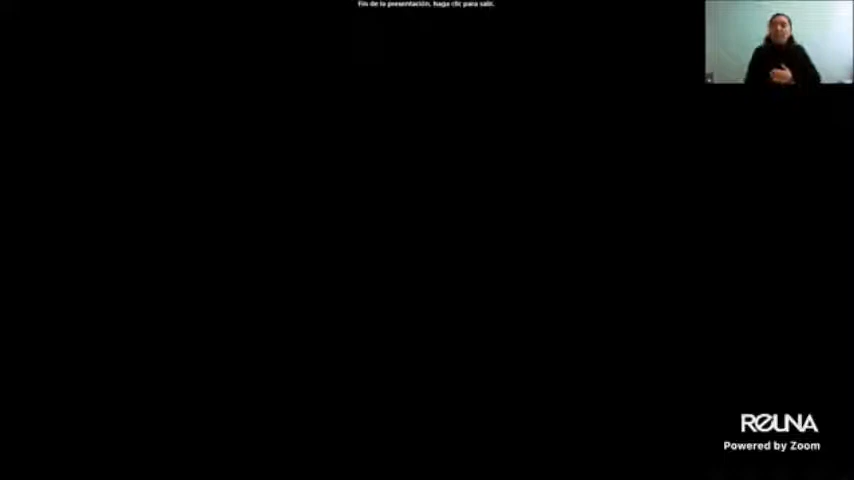 Fin de la presentación, haga clic para salir.
REUNA
Powered by Zoom